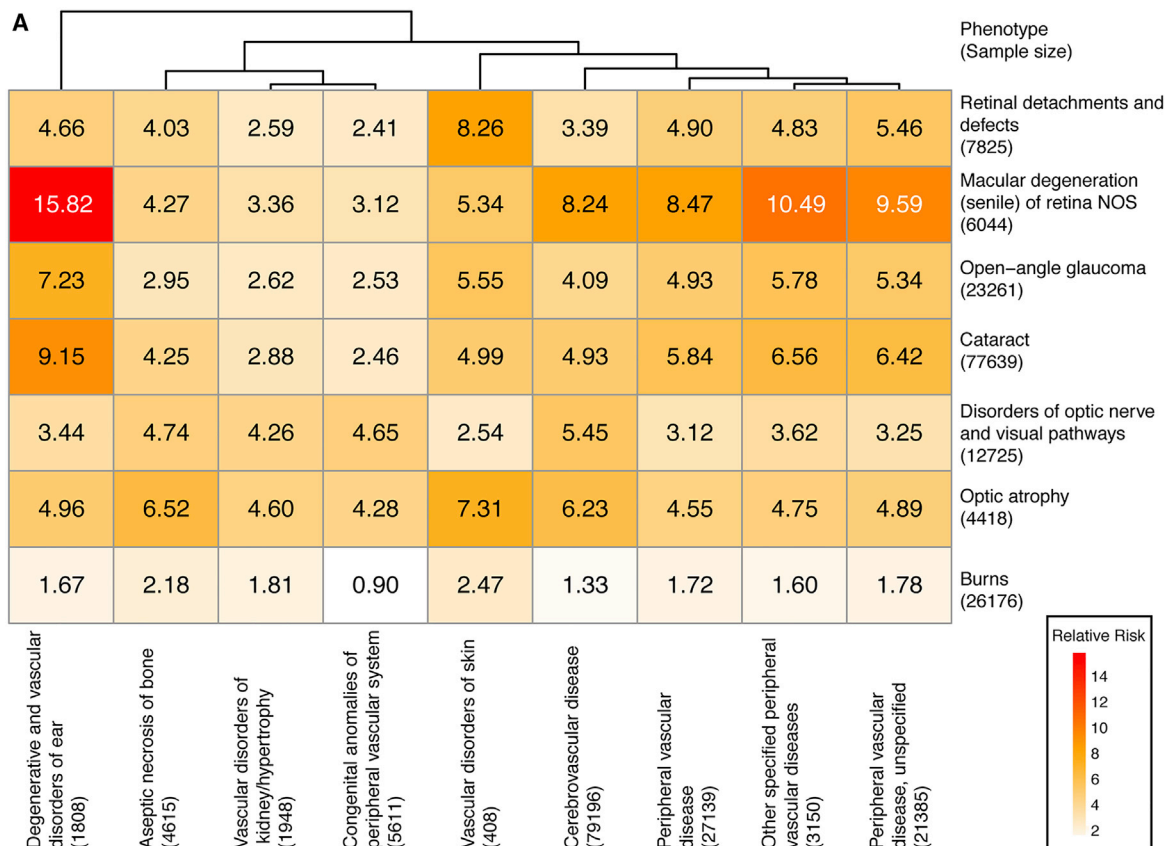 A
Phenotype
(Sample size)
4.66 4.03 2.59 2.41 8.26 3.39 4.90 4.83 5.46
Retinal detachments and
defects
(7825)
15.82 4.27 3.36 3.12 5.34 8.24 8.47 10.49 9.59
Macular degeneration
(senile) of retina NOS
(6044)
7.23 2.95 2.62 2.53 5.55 4.09 4.93 5.78 5.34
Open–angle glaucoma
(23261)
9.15 4.25 2.88 2.46 4.99 4.93 5.84 6.56 6.42
Cataract
(77639)
3.44 4.74 4.26 4.65 2.54 5.45 3.12 3.62 3.25
Disorders of optic nerve
and visual pathways
(12725)
4.96 6.52 4.60 4.28 7.31 6.23 4.55 4.75 4.89
Optic atrophy
(4418)
1.67 2.18 1.81 0.90 2.47 1.33 1.72 1.60 1.78
Burns
(26176)
Degenerative and vascular
disorders of ear
(1808)
Aseptic necrosis of bone
(4615)
Vascular disorders of
kidney/hypertrophy
(1948)
Congenital anomalies of
peripheral vascular system
(5611)
Vascular disorders of skin
(408)
Cerebrovascular disease
(79196)
Peripheral vascular
disease
(27139)
Other specified peripheral
vascular diseases
(3150)
Peripheral vascular
disease, unspecified
(21385)
Relative Risk
14
12
10
8
6
4
2